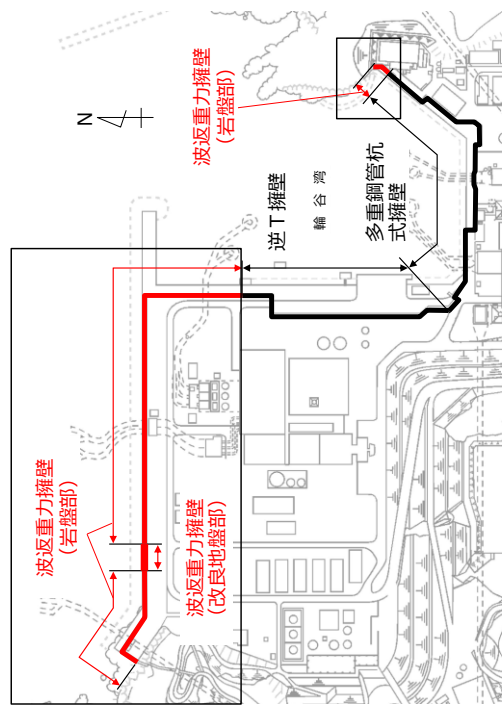 波返重力擁壁
（岩盤部）
波返重力擁壁
（改良地盤部）
逆Ｔ擁壁
輪谷湾
多重鋼管杭
式擁壁
波返重力擁壁
（岩盤部）
N